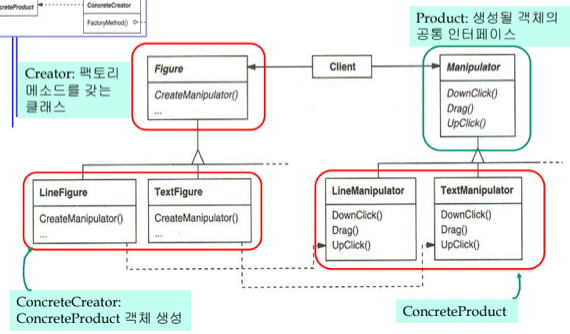 ConcreteCreator
FactoryMethod()
Product: 생성될 객체의
공통 인터페이스
Creator: 팩토리
메소드를 갖는
클래스
Figure
CreateManipulator()
...
Client
Manipulator
DownClick()
Drag()
UpClick()
LineFigure
CreateManipulator()
...
TextFigure
CreateManipulator()
...
LineManipulator
DownClick()
Drag()
UpClick()
TextManipulator
DownClick()
Drag()
UpClick()
ConcreteCreator:
ConcreteProduct 객체 생성
ConcreteProduct